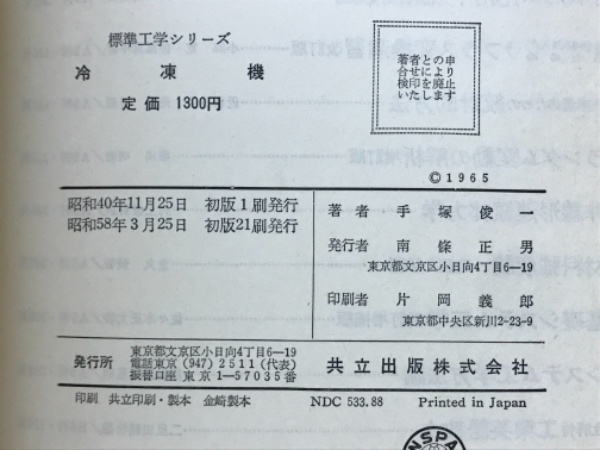 標準工学シリーズ
冷凍機
定価 1300円
著者との申
合せにより
検印を廃止
いたします
©1965
昭和40年11月25日 初版1刷発行
昭和58年3月25日 初版21刷発行
著者 手塚俊一
発行者 南條正男
東京都文京区小日向4丁目6-19
印刷者 片岡義郎
東京都中央区新川2-23-9
発行所
東京都文京区小日向4丁目6-19
電話東京(947)2511(代表)
振替口座東京1-57035番
共立出版株式会社
印刷 共立印刷・製本 金崎製本
NDC 533.88
Printed in Japan
NSPA